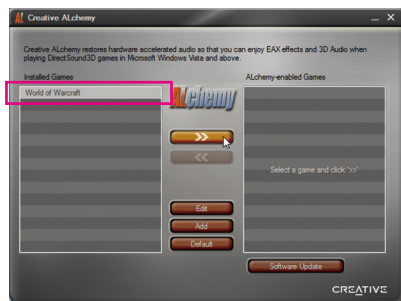 Creative ALchemy
Creative ALchemy restores hardware accelerated audio so that you can enjoy EAX effects and 3D Audio when
playing DirectSound3D games in Microsoft Windows Vista and above.
Installed Games
ALchemy-enabled Games
World of Warcraft
ALchemy
>>
<<
Select a game and click '>>'
Edit
Add
Default
Software Update
CREATIVE